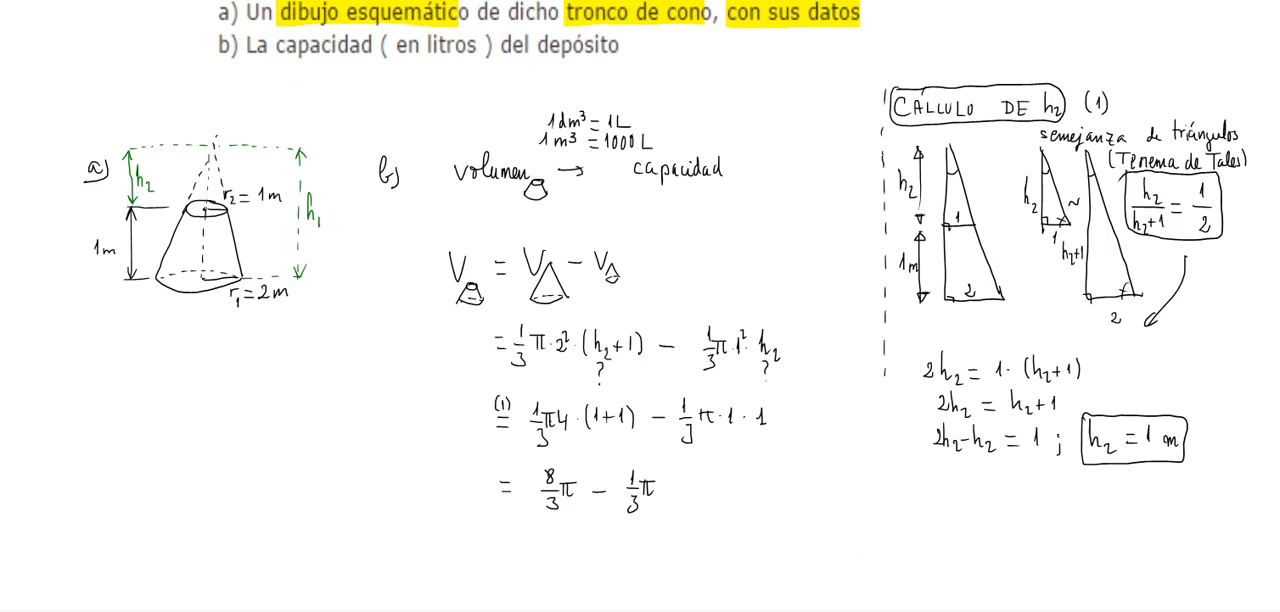 a) Un dibujo esquemático de dicho tronco de cono, con sus datos
b) La capacidad ( en litros ) del depósito
a)
h₂
r₂ = 1m
h₁
1m
r₁ = 2m
b)
1dm³ = 1L
1m³ = 1000 L
volumen → capacidad
V = V - V
= 1/3 π · 2² · (h₂+1) - 1/3 π · 1² · h₂
? ?
(1)
= 1/3 π 4 · (1+1) - 1/3 π · 1 · 1
= 8/3 π - 1/3 π
CÁLCULO DE h₂ (1)
semejanza de triángulos
(Teorema de Tales)
h₂
1
1m
2
h₂
1
~
h₂+1
2
h₂/h₂+1 = 1/2
2h₂ = 1 · (h₂+1)
2h₂ = h₂+1
2h₂-h₂ = 1 ; h₂ = 1 m